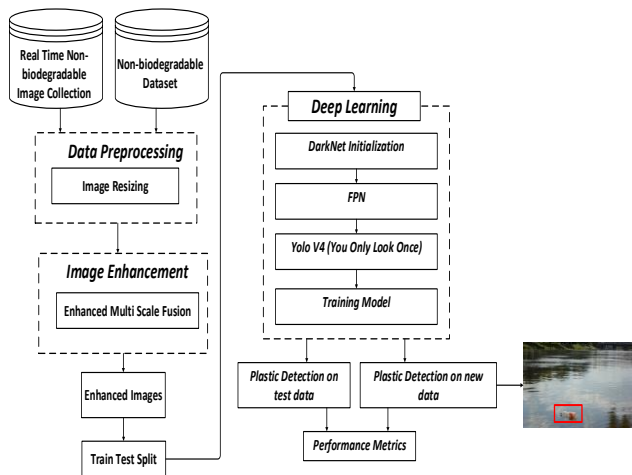 Real Time Non-
biodegradable
Image Collection
Non-biodegradable
Dataset
Data Preprocessing
Image Resizing
Image Enhancement
Enhanced Multi Scale Fusion
Enhanced Images
Train Test Split
Deep Learning
DarkNet Initialization
FPN
Yolo V4 (You Only Look Once)
Training Model
Plastic Detection on
test data
Plastic Detection on new
data
Performance Metrics